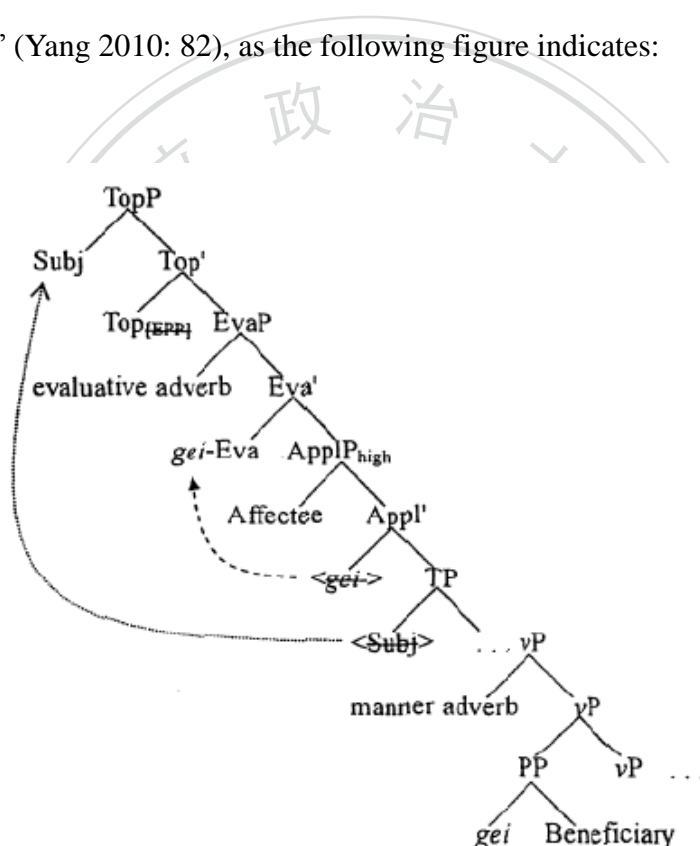 ” (Yang 2010: 82), as the following figure indicates:
政 治 大
TopP
Subj Top'
Top[EPP] EvaP
evaluative adverb Eva'
gei-Eva ApplPhigh
Affectee Appl'
<gei-> TP
<Subj> ... vP
manner adverb vP
PP vP ...
gei Beneficiary